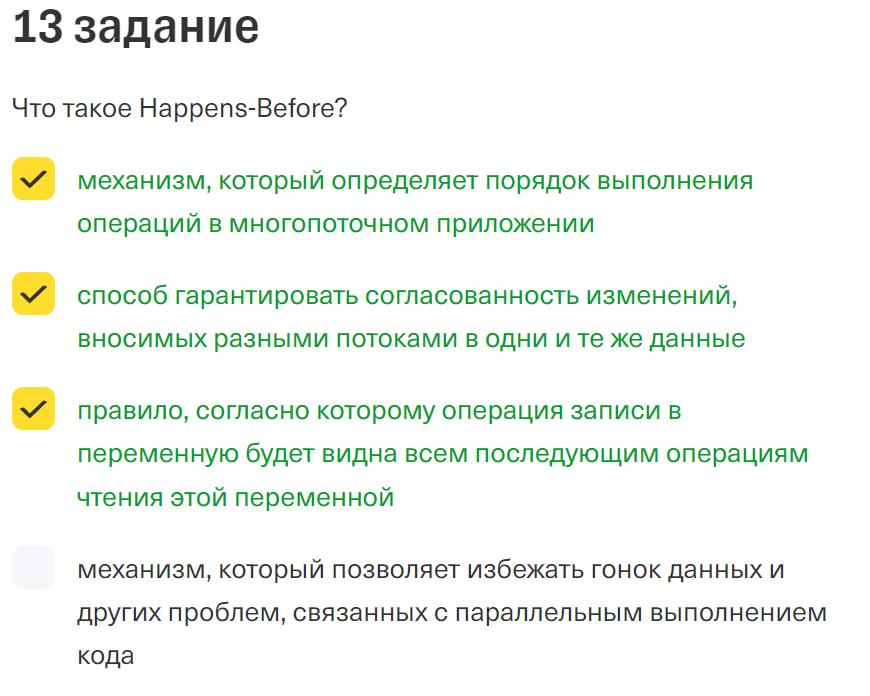 13 задание
Что такое Happens-Before?
механизм, который определяет порядок выполнения
операций в многопоточном приложении
способ гарантировать согласованность изменений,
вносимых разными потоками в одни и те же данные
правило, согласно которому операция записи в
переменную будет видна всем последующим операциям
чтения этой переменной
механизм, который позволяет избежать гонок данных и
других проблем, связанных с параллельным выполнением
кода